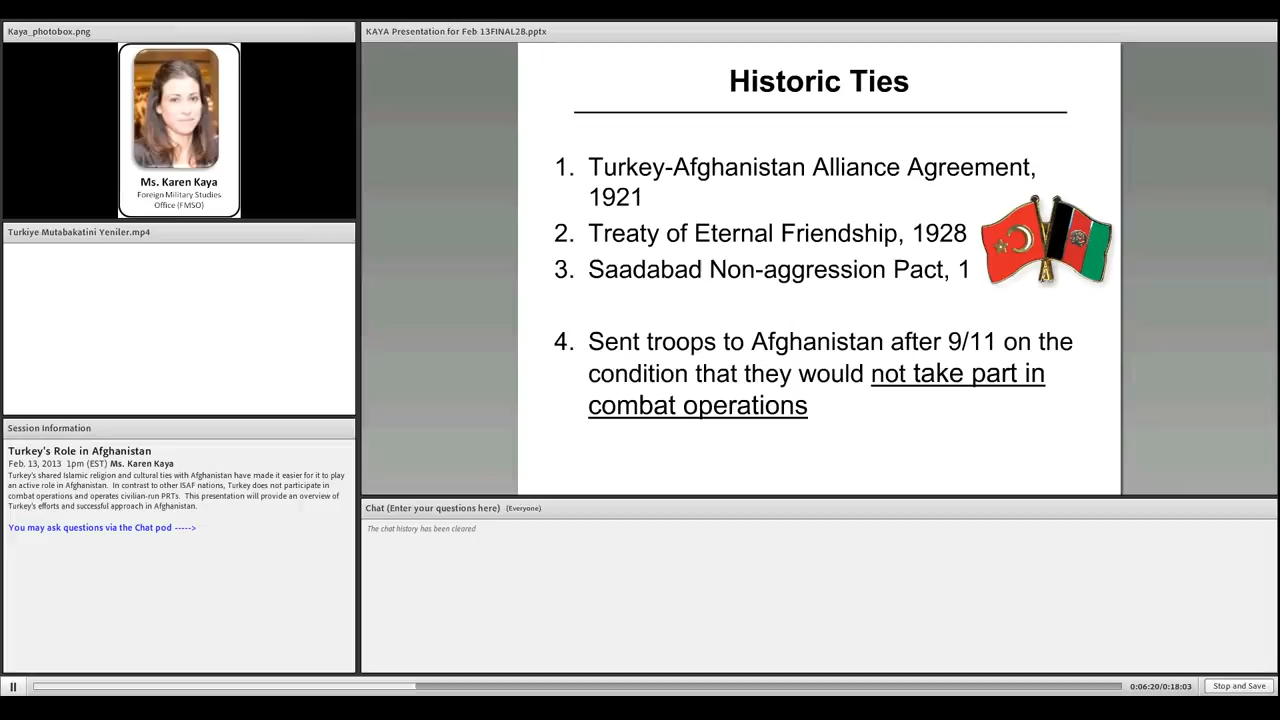 Kaya_photobox.png
Ms. Karen Kaya
Foreign Military Studies
Office (FMSO)
Turkiye Mutabakatini Yeniler.mp4
Session Information
Turkey's Role in Afghanistan
Feb. 13, 2013 1pm (EST) Ms. Karen Kaya
Turkey's shared Islamic religion and cultural ties with Afghanistan have made it easier for it to play
an active role in Afghanistan. In contrast to other ISAF nations, Turkey does not participate in
combat operations and operates civilian-run PRTs. This presentation will provide an overview of
Turkey's efforts and successful approach in Afghanistan.
You may ask questions via the Chat pod ----->
KAYA Presentation for Feb 13FINAL28.pptx
Historic Ties
1. Turkey-Afghanistan Alliance Agreement,
1921
2. Treaty of Eternal Friendship, 1928
3. Saadabad Non-aggression Pact, 1
4. Sent troops to Afghanistan after 9/11 on the
condition that they would not take part in
combat operations
Chat (Enter your questions here) (Everyone)
The chat history has been cleared
0:06:20/0:18:03
Stop and Save